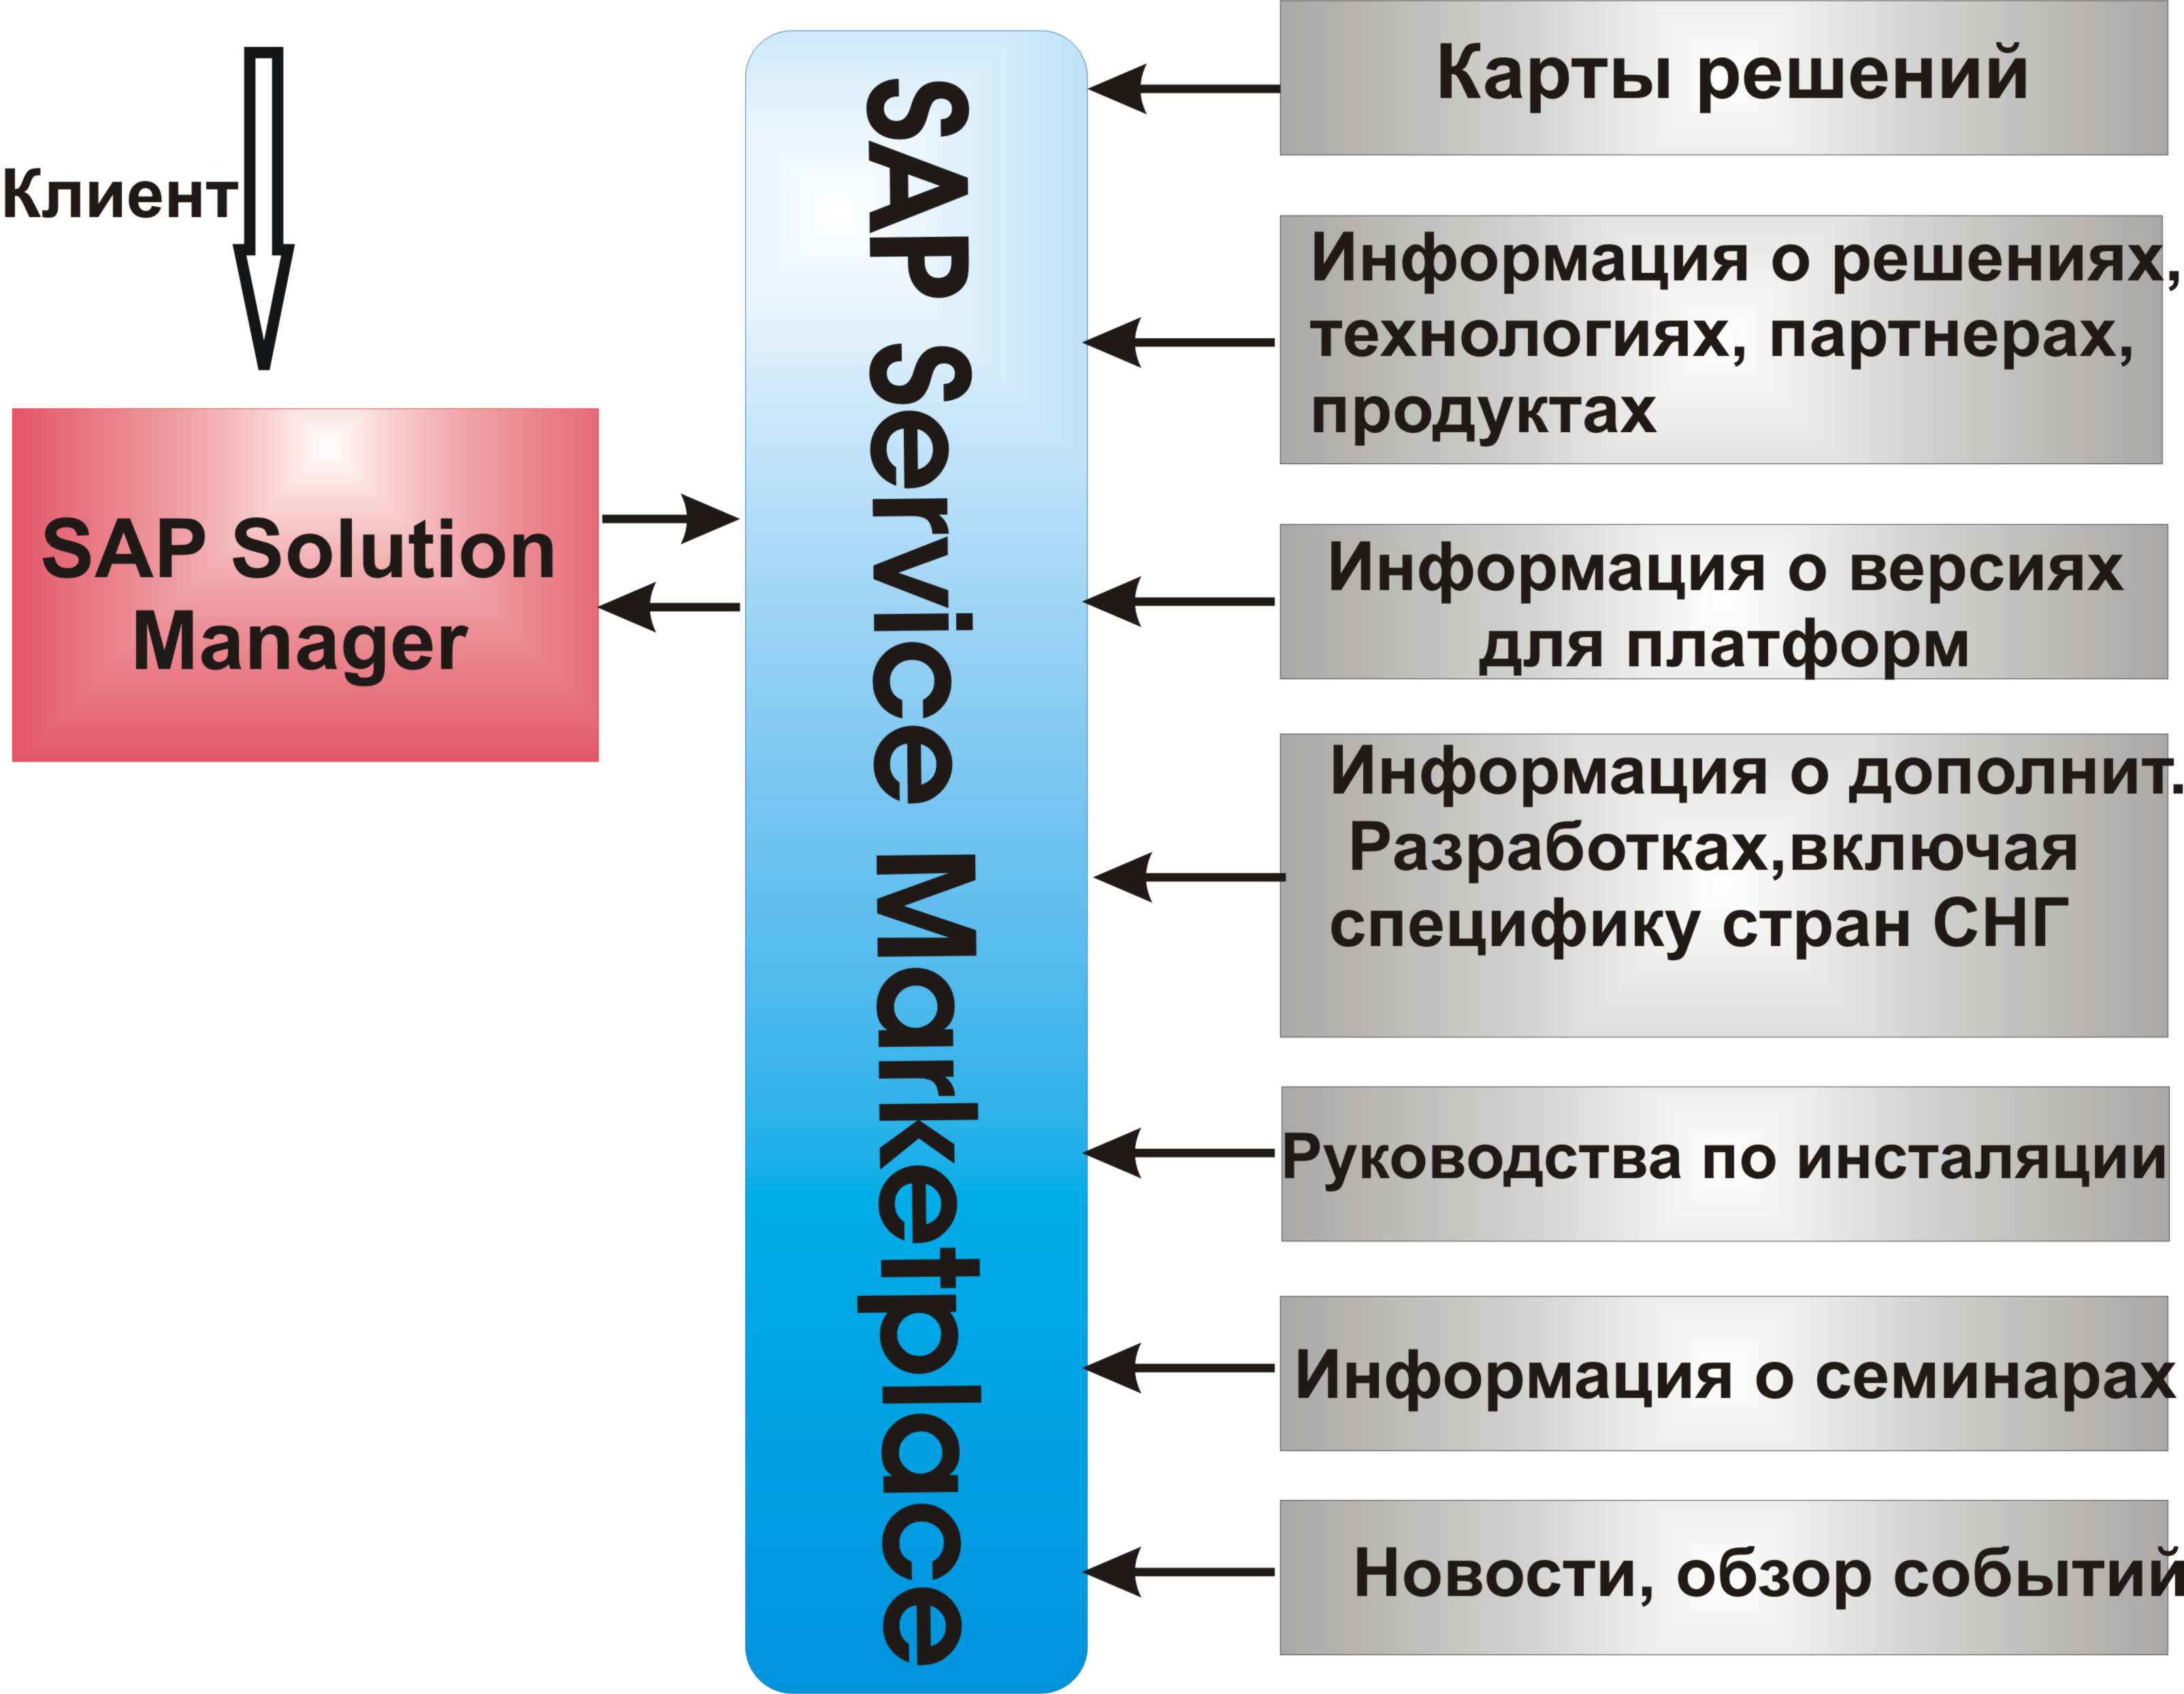 Клиент
SAP Solution
Manager
SAP Service Marketplace
Карты решений
Информация о решениях,
технологиях, партнерах,
продуктах
Информация о версиях
для платформ
Информация о дополнит.
Разработках,включая
специфику стран СНГ
Руководства по инсталяции
Информация о семинарах
Новости, обзор событий